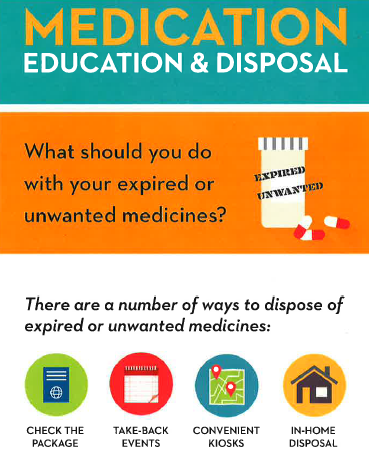 MEDICATION
EDUCATION & DISPOSAL
What should you do
with your expired or
unwanted medicines?
EXPIRED
UNWANTED
There are a number of ways to dispose of
expired or unwanted medicines:
CHECK THE
PACKAGE
TAKE-BACK
EVENTS
CONVENIENT
KIOSKS
IN-HOME
DISPOSAL